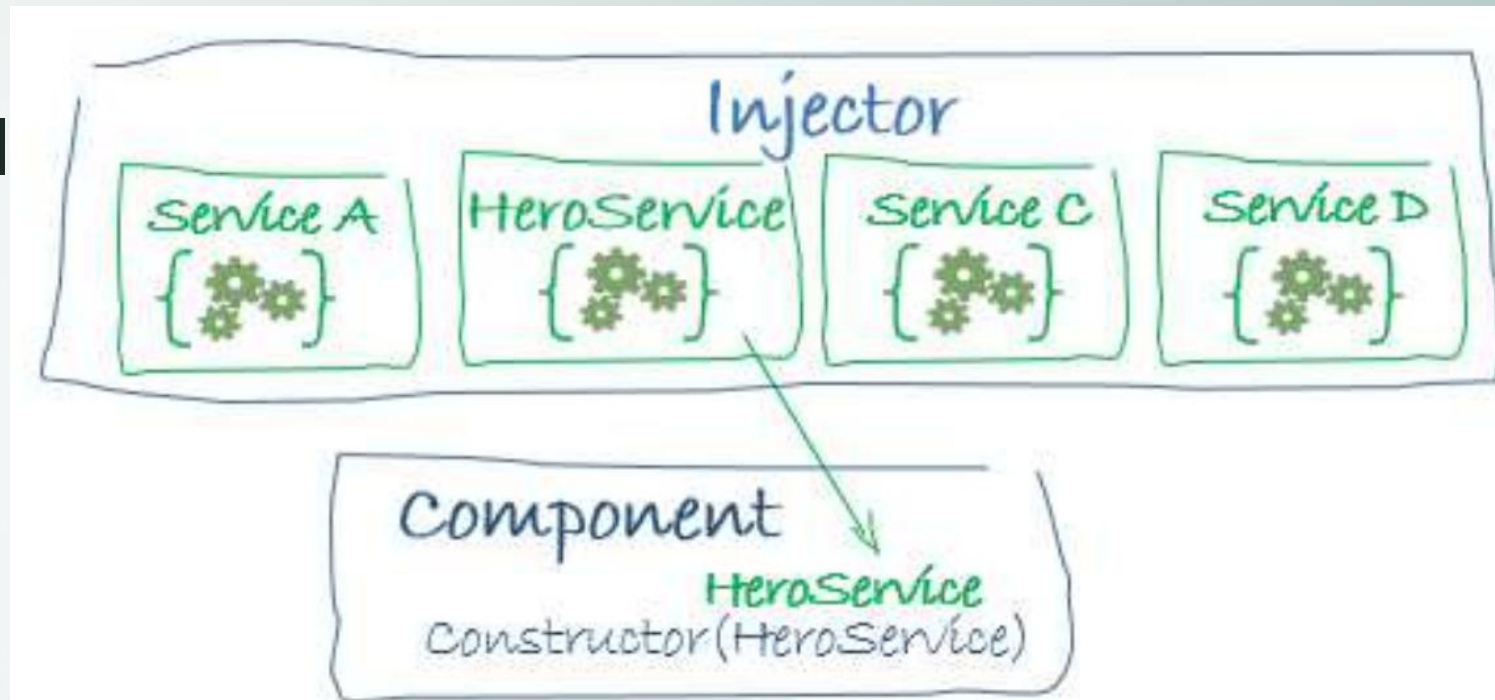 Injector
Service A HeroService Service C Service D
Component
HeroService
Constructor(HeroService)